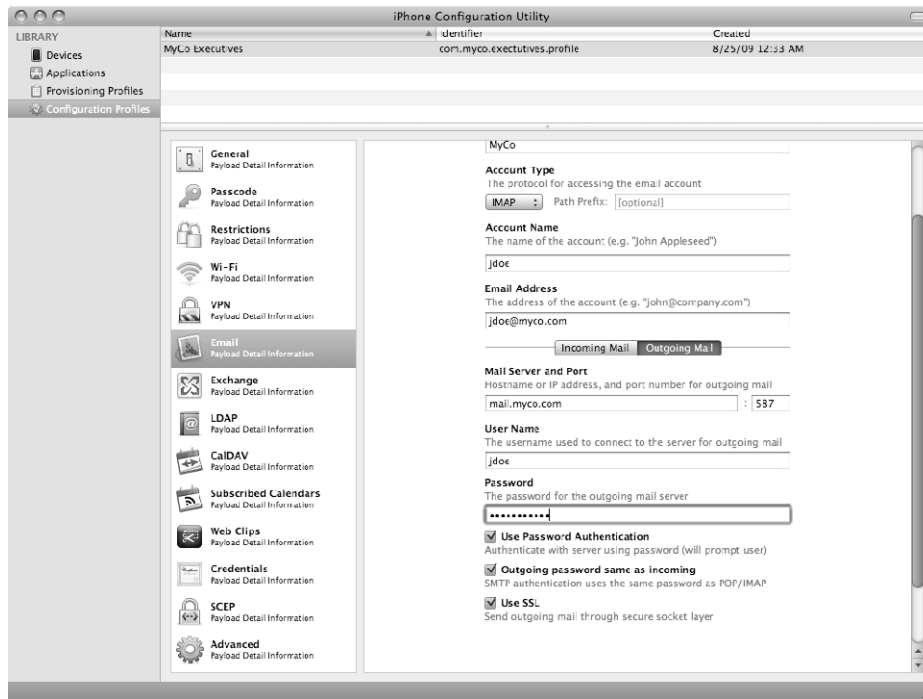 iPhone Configuration Utility
LIBRARY
Devices
Applications
Provisioning Profiles
Configuration Profiles
Name Identifier Created
MyCo Executives com.myco.exectutives.profile 8/25/09 12:33 AM
General
Payload Detail Information
Passcode
Payload Detail Information
Restrictions
Payload Detail Information
Wi-Fi
Payload Detail Information
VPN
Payload Detail Information
Email
Payload Detail Information
Exchange
Payload Detail Information
LDAP
Payload Detail Information
CalDAV
Payload Detail Information
Subscribed Calendars
Payload Detail Information
Web Clips
Payload Detail Information
Credentials
Payload Detail Information
SCEP
Payload Detail Information
Advanced
Payload Detail Information
MyCo
Account Type
The protocol for accessing the email account
IMAP Path Prefix: [optional]
Account Name
The name of the account (e.g. "John Appleseed")
jdoe
Email Address
The address of the account (e.g. "john@company.com")
jdoe@myco.com
Incoming Mail Outgoing Mail
Mail Server and Port
Hostname or IP address, and port number for outgoing mail
mail.myco.com : 587
User Name
The username used to connect to the server for outgoing mail
jdoe
Password
The password for the outgoing mail server
•••••••••••
Use Password Authentication
Authenticate with server using password (will prompt user)
Outgoing password same as incoming
SMTP authentication uses the same password as POP/IMAP
Use SSL
Send outgoing mail through secure socket layer